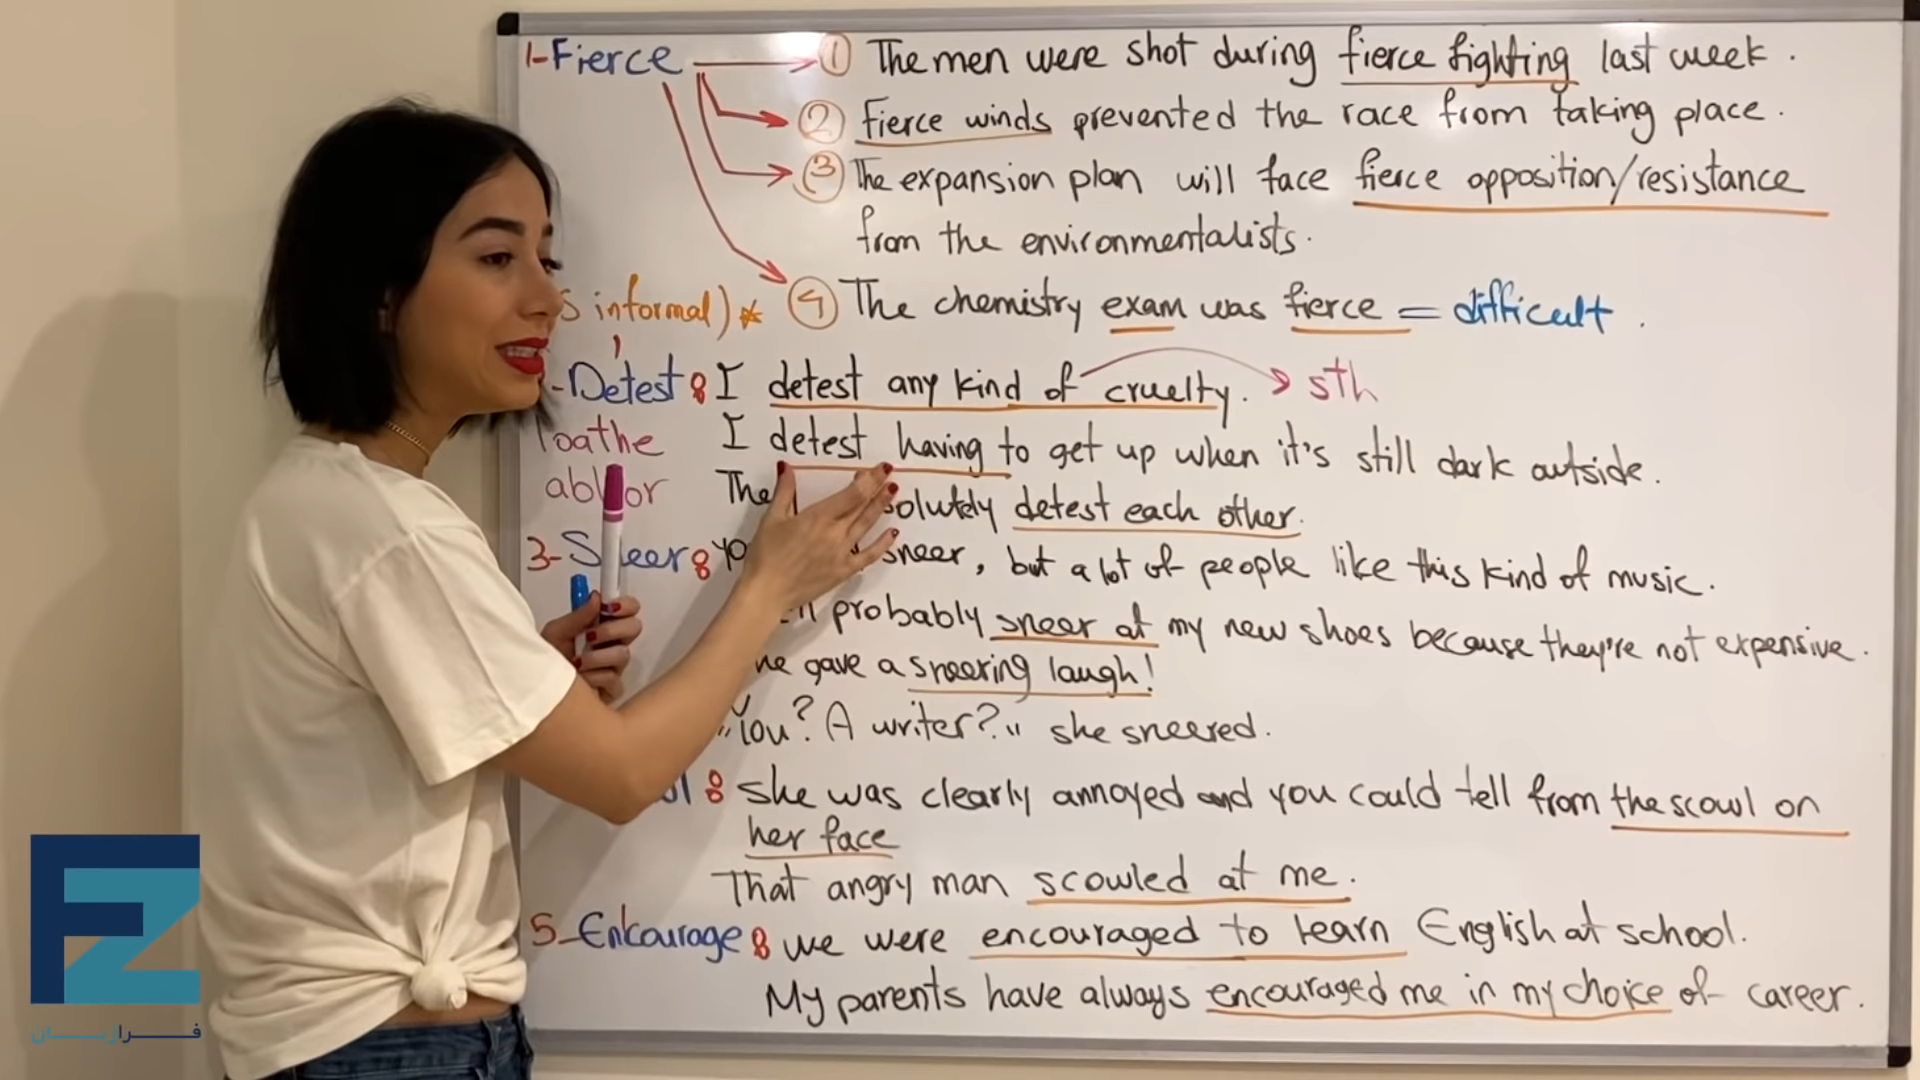 1-Fierce ① The men were shot during fierce fighting last week.
② Fierce winds prevented the race from taking place.
③ The expansion plan will face fierce opposition/resistance
from the environmentalists.
informal) * ④ The chemistry exam was fierce = difficult.
-Detest: I detest any kind of cruelty. → sth
loathe I detest having to get up when it's still dark outside.
detest each other.
3- sneer, but a lot of people like this kind of music.
probably sneer at my new shoes because they're not expensive.
gave a sneering laugh!
"You? A writer?" she sneered.
: she was clearly annoyed and you could tell from the scowl on
her face
That angry man scowled at me.
5-Encourage: we were encouraged to learn English at school.
My parents have always encouraged me in my choice of career.
FZ
فرازبان